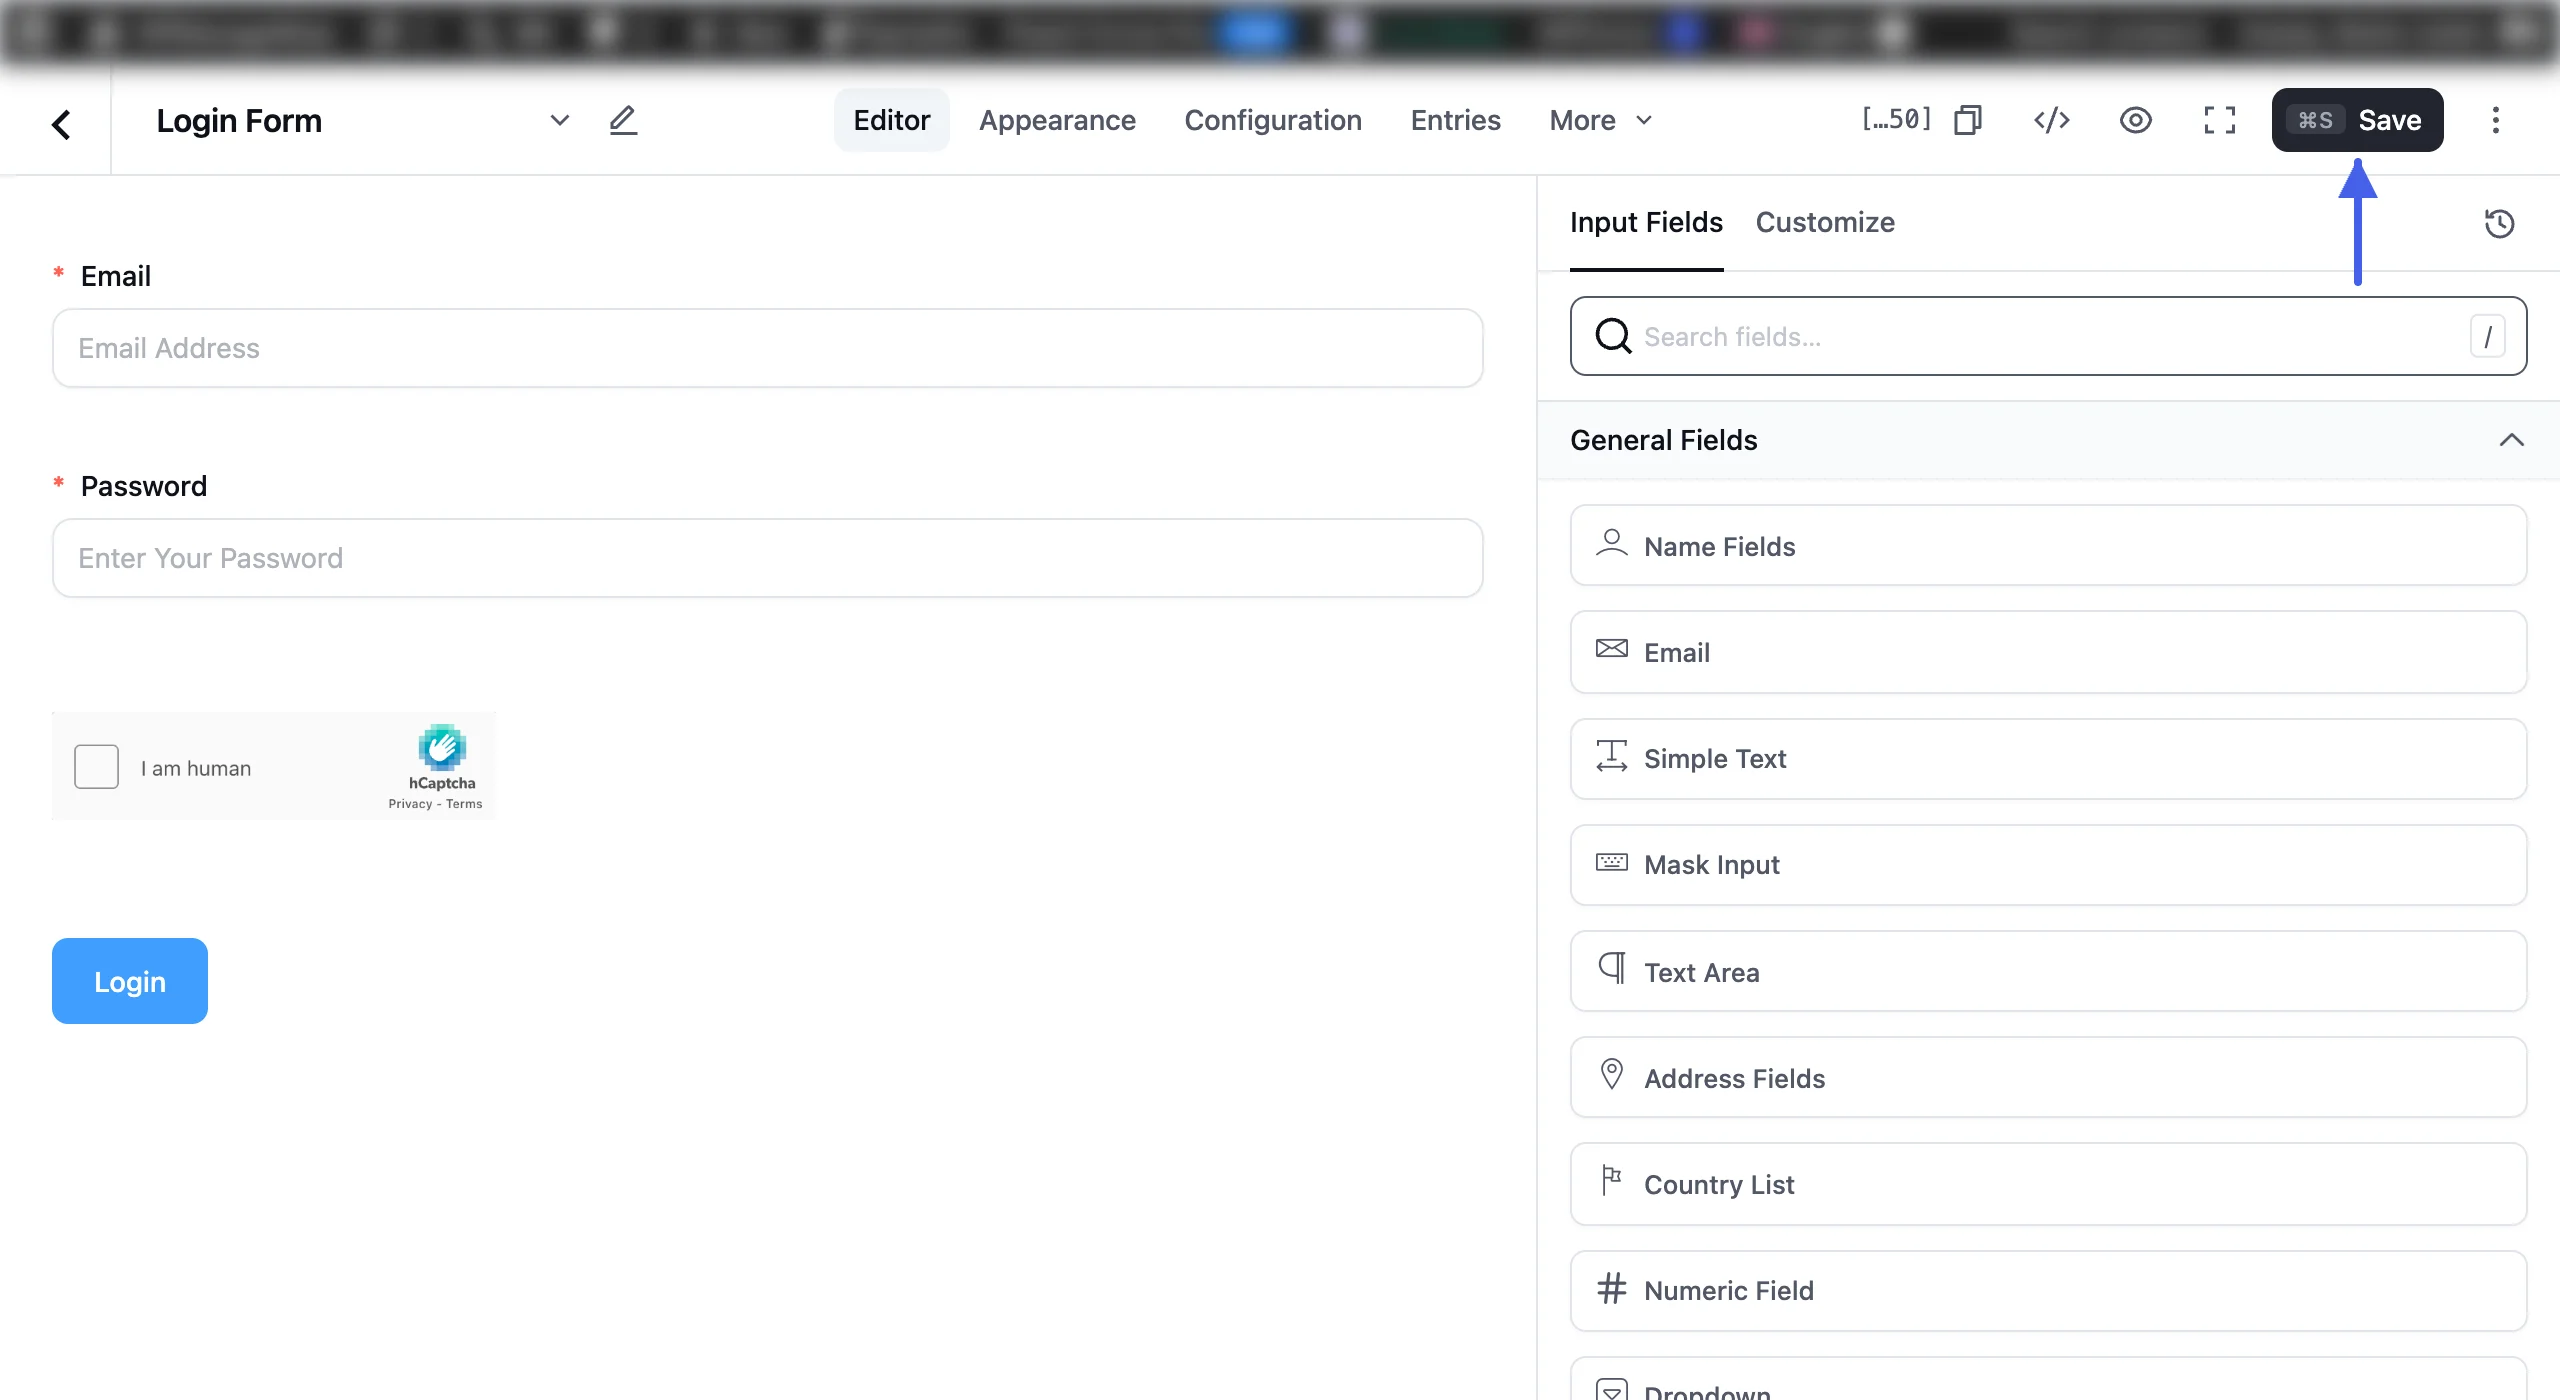 Login Form
Editor Appearance Configuration Entries More [...50] </> ⌘S Save
* Email
Email Address
* Password
Enter Your Password
I am human
hCaptcha
Privacy - Terms
Login
Input Fields Customize
Search fields... /
General Fields
Name Fields
Email
Simple Text
Mask Input
Text Area
Address Fields
Country List
Numeric Field
Dropdown